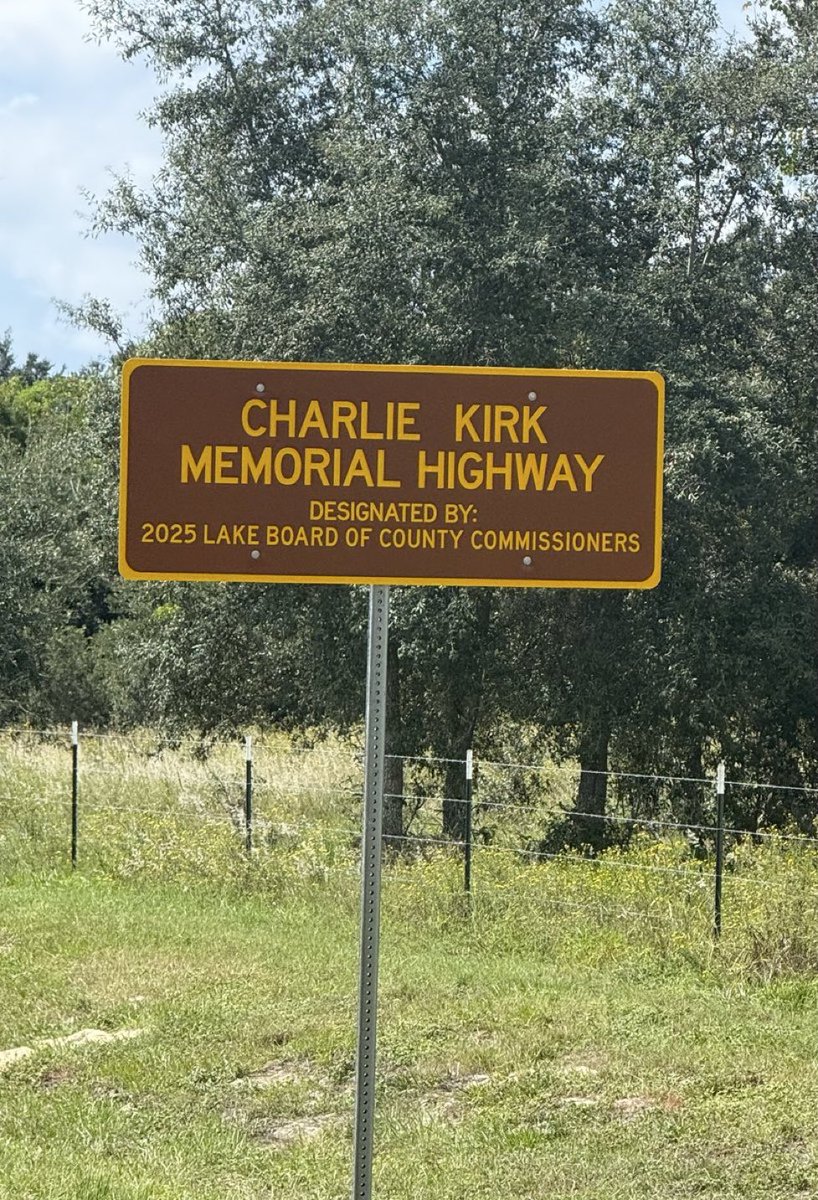 CHARLIE KIRK
MEMORIAL HIGHWAY
DESIGNATED BY:
2025 LAKE BOARD OF COUNTY COMMISSIONERS